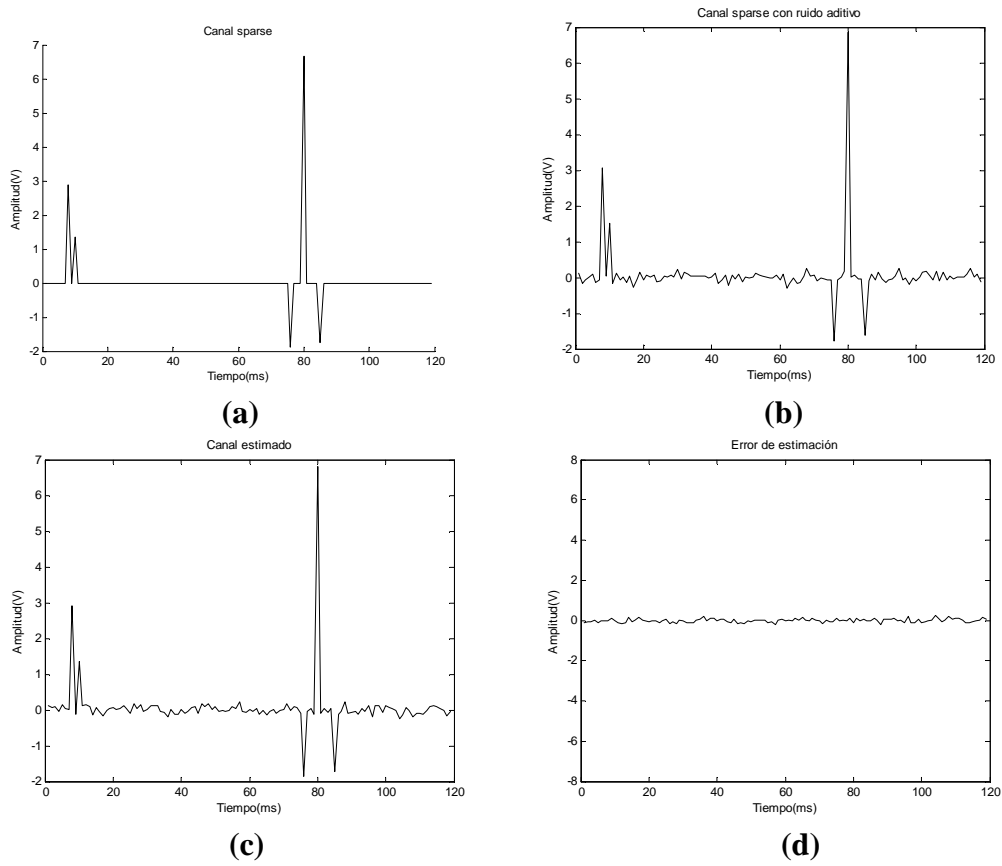 Canal sparse
7
6
5
4
3
2
1
0
-1
-2
Amplitud(V)
0 20 40 60 80 100 120
Tiempo(ms)
(a)
Canal sparse con ruido aditivo
7
6
5
4
3
2
1
0
-1
-2
Amplitud(V)
0 20 40 60 80 100 120
Tiempo(ms)
(b)
Canal estimado
7
6
5
4
3
2
1
0
-1
-2
Amplitud(V)
0 20 40 60 80 100 120
Tiempo(ms)
(c)
Error de estimación
8
6
4
2
0
-2
-4
-6
-8
Amplitud(V)
0 20 40 60 80 100 120
Tiempo(ms)
(d)